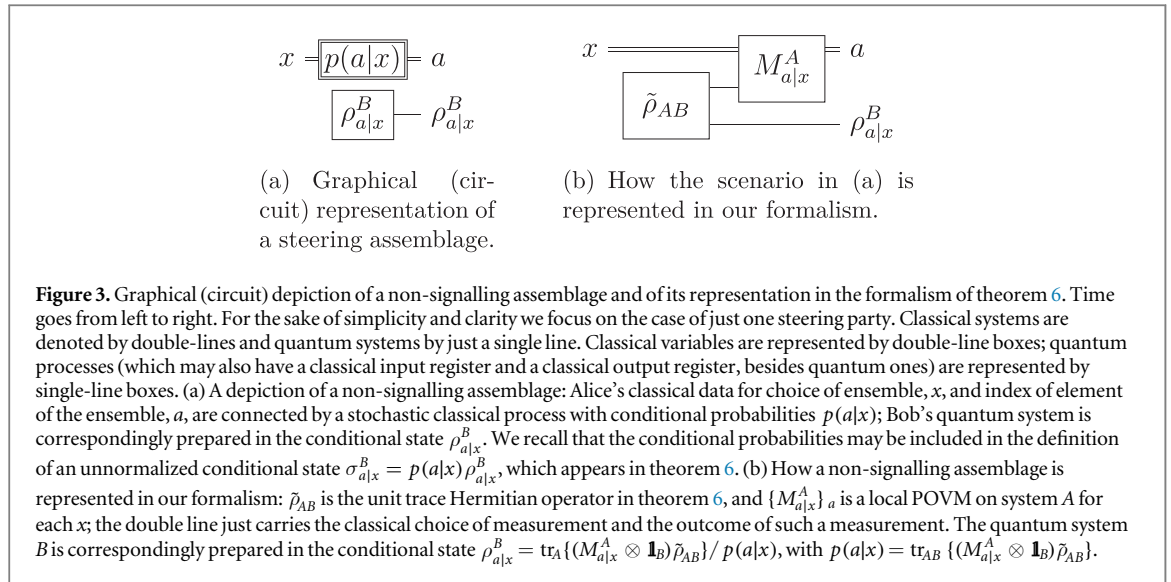 x = p(a|x) = a
ρ^B_{a|x} — ρ^B_{a|x}
(a) Graphical (cir-
cuit) representation of
a steering assemblage.
x M^A_{a|x} a
ρ̃_{AB}
ρ^B_{a|x}
(b) How the scenario in (a) is
represented in our formalism.
Figure 3. Graphical (circuit) depiction of a non-signalling assemblage and of its representation in the formalism of theorem 6. Time
goes from left to right. For the sake of simplicity and clarity we focus on the case of just one steering party. Classical systems are
denoted by double-lines and quantum systems by just a single line. Classical variables are represented by double-line boxes; quantum
processes (which may also have a classical input register and a classical output register, besides quantum ones) are represented by
single-line boxes. (a) A depiction of a non-signalling assemblage: Alice's classical data for choice of ensemble, x, and index of element
of the ensemble, a, are connected by a stochastic classical process with conditional probabilities p(a|x); Bob's quantum system is
correspondingly prepared in the conditional state ρ^B_{a|x}. We recall that the conditional probabilities may be included in the definition
of an unnormalized conditional state σ^B_{a|x} = p(a|x)ρ^B_{a|x}, which appears in theorem 6. (b) How a non-signalling assemblage is
represented in our formalism: ρ̃_{AB} is the unit trace Hermitian operator in theorem 6, and {M^A_{a|x}}_a is a local POVM on system A for
each x; the double line just carries the classical choice of measurement and the outcome of such a measurement. The quantum system
B is correspondingly prepared in the conditional state ρ^B_{a|x} = tr_A{(M^A_{a|x} ⊗ 𝟙_B)ρ̃_{AB}}/p(a|x), with p(a|x) = tr_{AB} {(M^A_{a|x} ⊗ 𝟙_B)ρ̃_{AB}}.